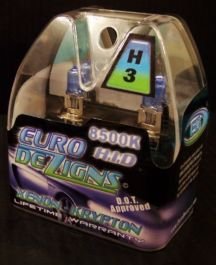 H
3
8500K
EURO H.I.D
DEZIGNS
D.O.T.
Approved
XENON KRYPTON
LIFETIME WARRANTY